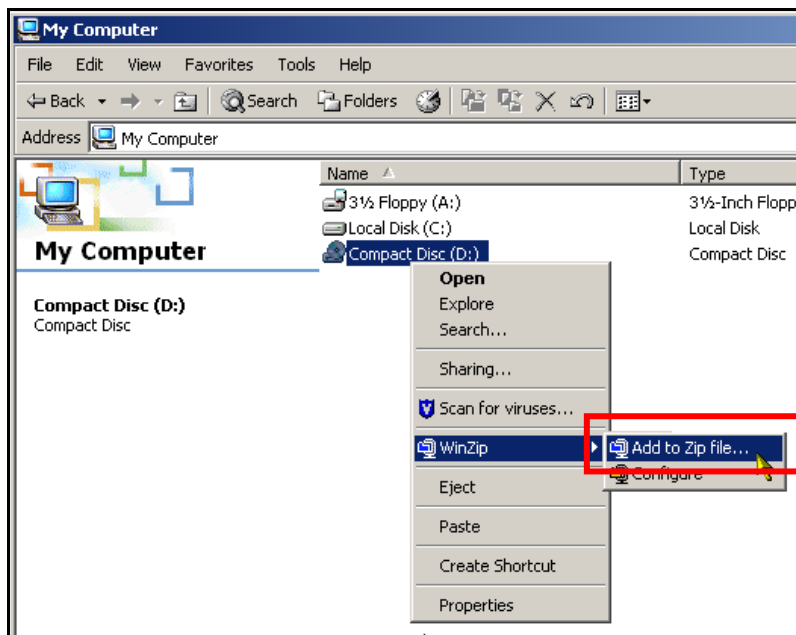 My Computer
File Edit View Favorites Tools Help
Back Search Folders
Address My Computer
Name Type
3½ Floppy (A:) 3½-Inch Flopp
Local Disk (C:) Local Disk
Compact Disc (D:) Compact Disc
My Computer
Compact Disc (D:)
Compact Disc
Open
Explore
Search...
Sharing...
Scan for viruses...
WinZip
Add to Zip file...
Configure
Eject
Paste
Create Shortcut
Properties